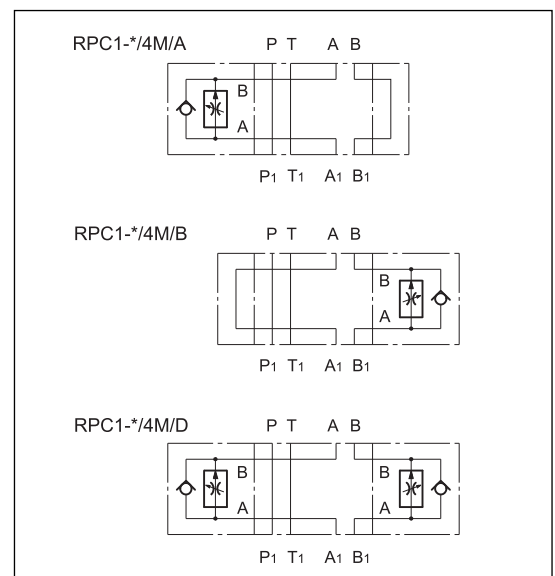 RPC1-*/4M/A
P T A B
B
A
P1 T1 A1 B1
RPC1-*/4M/B
P T A B
B
A
P1 T1 A1 B1
RPC1-*/4M/D
P T A B
B B
A A
P1 T1 A1 B1